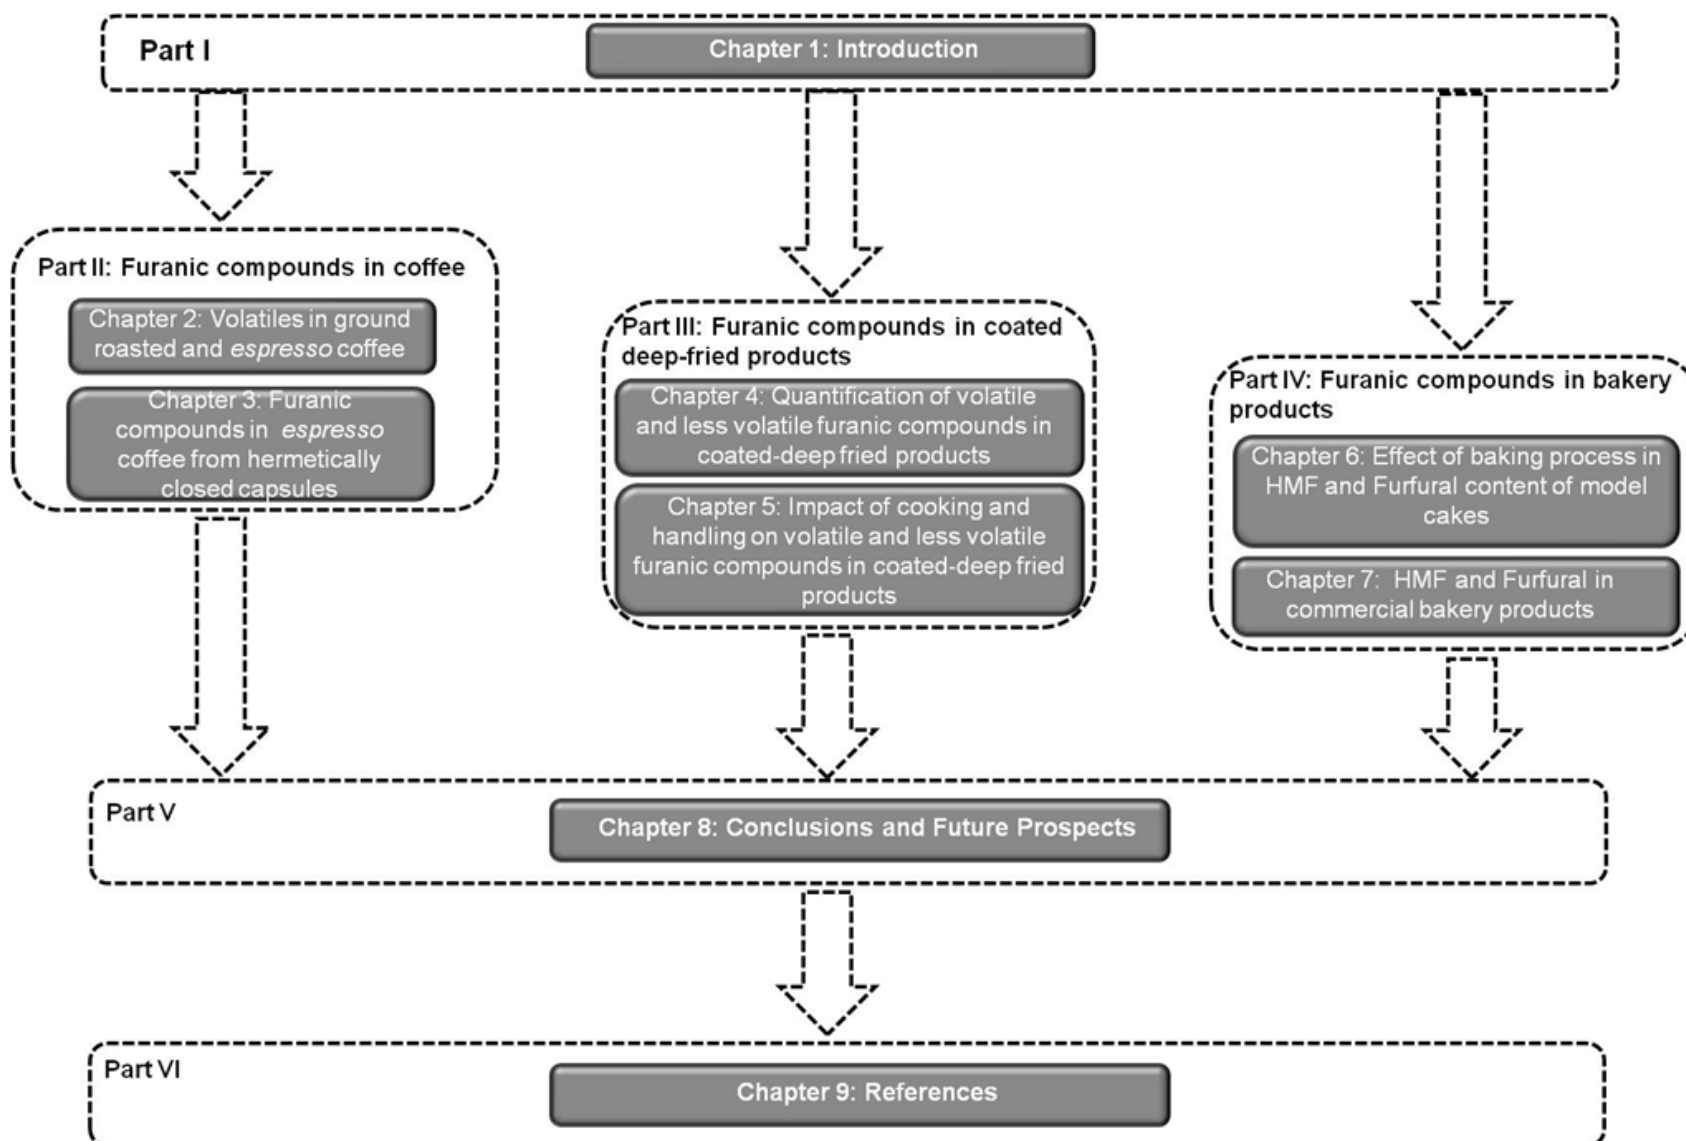 Part I
Chapter 1: Introduction
Part II: Furanic compounds in coffee
Chapter 2: Volatiles in ground
roasted and espresso coffee
Chapter 3: Furanic
compounds in espresso
coffee from hermetically
closed capsules
Part III: Furanic compounds in coated
deep-fried products
Chapter 4: Quantification of volatile
and less volatile furanic compounds in
coated-deep fried products
Chapter 5: Impact of cooking and
handling on volatile and less volatile
furanic compounds in coated-deep fried
products
Part IV: Furanic compounds in bakery
products
Chapter 6: Effect of baking process in
HMF and Furfural content of model
cakes
Chapter 7: HMF and Furfural in
commercial bakery products
Part V
Chapter 8: Conclusions and Future Prospects
Part VI
Chapter 9: References